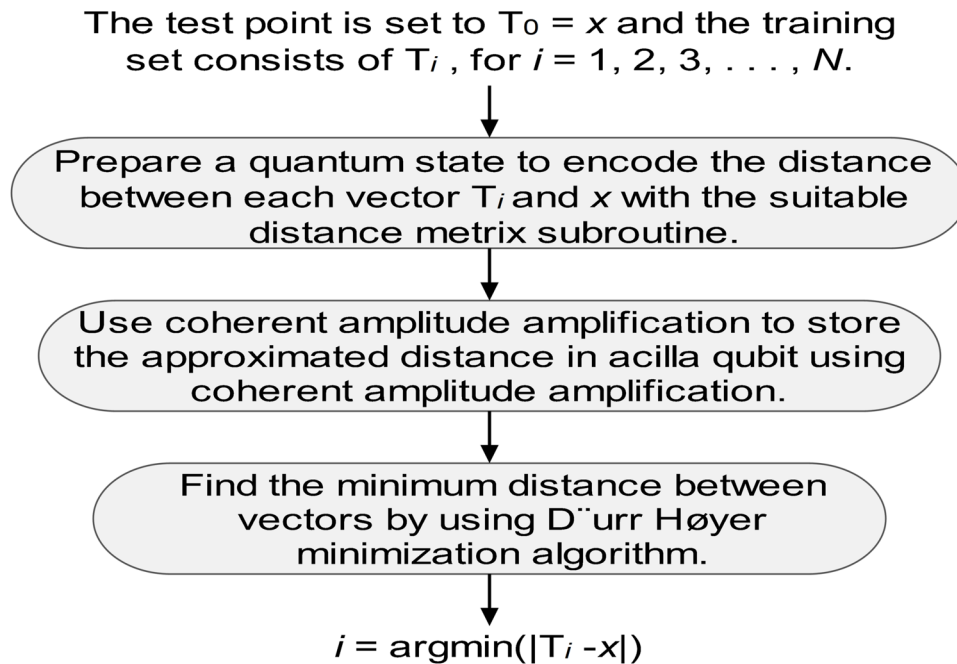 The test point is set to T₀ = x and the training
set consists of Tᵢ , for i = 1, 2, 3, . . . , N.
Prepare a quantum state to encode the distance
between each vector Tᵢ and x with the suitable
distance metrix subroutine.
Use coherent amplitude amplification to store
the approximated distance in acilla qubit using
coherent amplitude amplification.
Find the minimum distance between
vectors by using D¨urr Høyer
minimization algorithm.
i = argmin(|Tᵢ -x|)